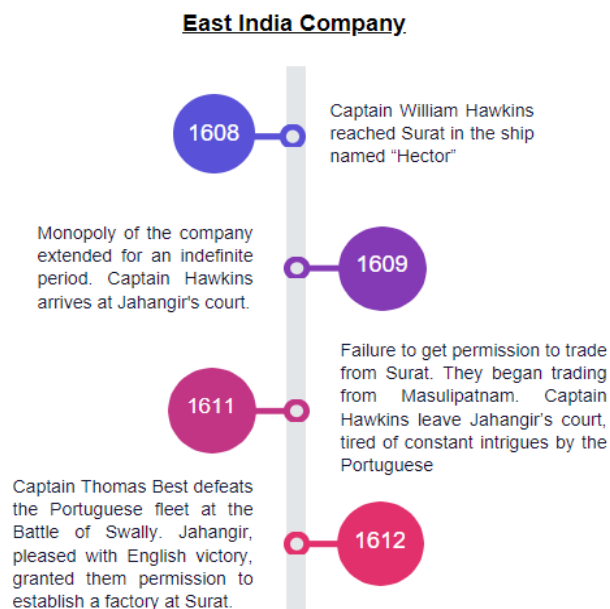 East India Company
1608
Captain William Hawkins
reached Surat in the ship
named “Hector”
Monopoly of the company
extended for an indefinite
period. Captain Hawkins
arrives at Jahangir's court.
1609
1611
Failure to get permission to trade
from Surat. They began trading
from Masulipatnam. Captain
Hawkins leave Jahangir’s court,
tired of constant intrigues by the
Portuguese
Captain Thomas Best defeats
the Portuguese fleet at the
Battle of Swally. Jahangir,
pleased with English victory,
granted them permission to
establish a factory at Surat.
1612